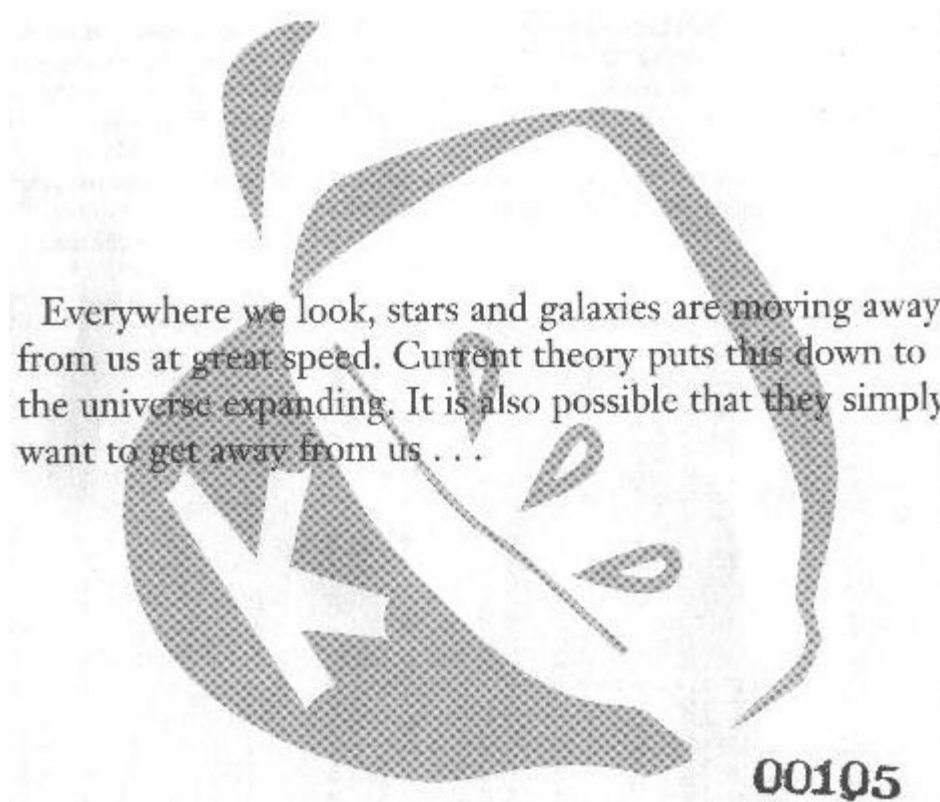 Everywhere we look, stars and galaxies are moving away
from us at great speed. Current theory puts this down to
the universe expanding. It is also possible that they simply
want to get away from us . . .
K
00105